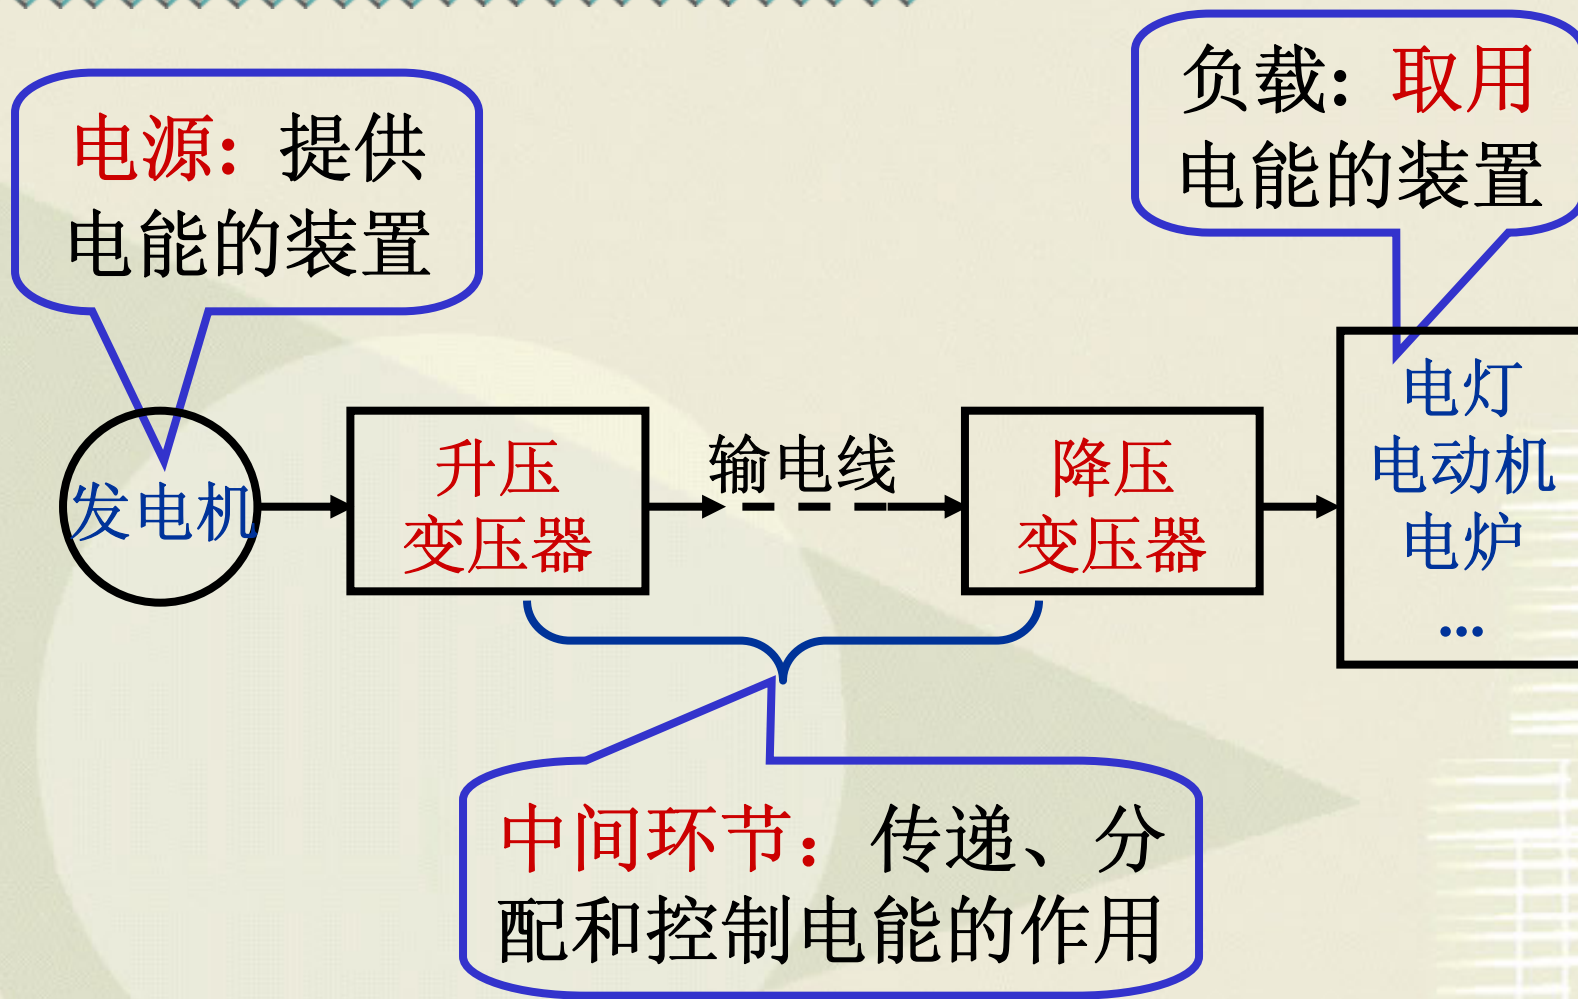 电源：提供
电能的装置
负载：取用
电能的装置
发电机
升压
变压器
输电线
降压
变压器
电灯
电动机
电炉
…
中间环节：传递、分
配和控制电能的作用